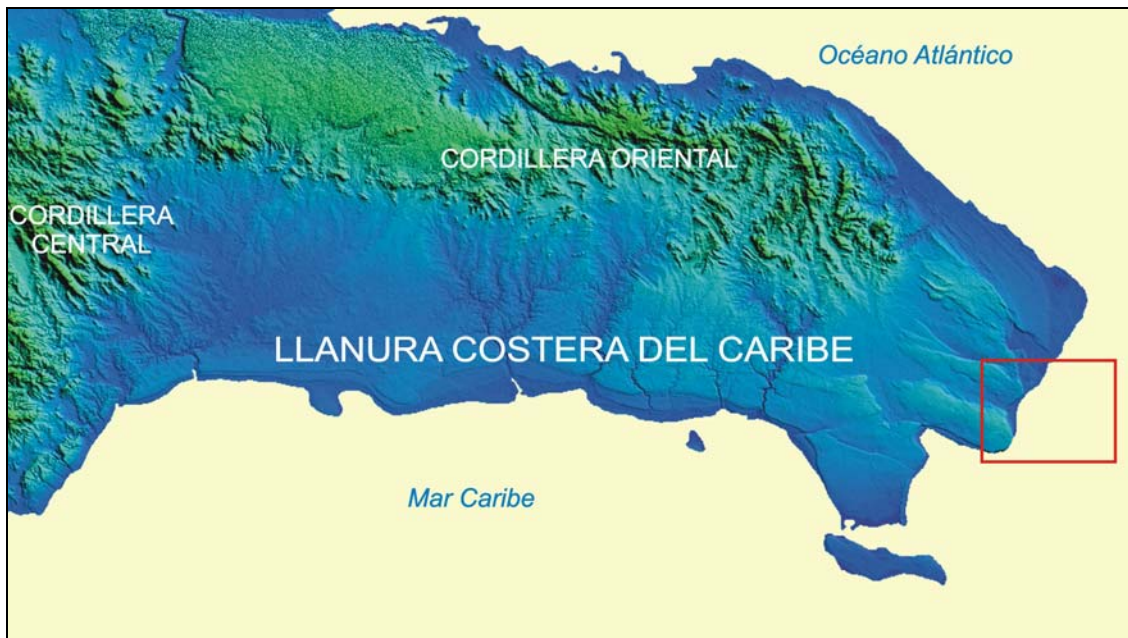 Océano Atlántico
CORDILLERA ORIENTAL
CORDILLERA
CENTRAL
LLANURA COSTERA DEL CARIBE
Mar Caribe